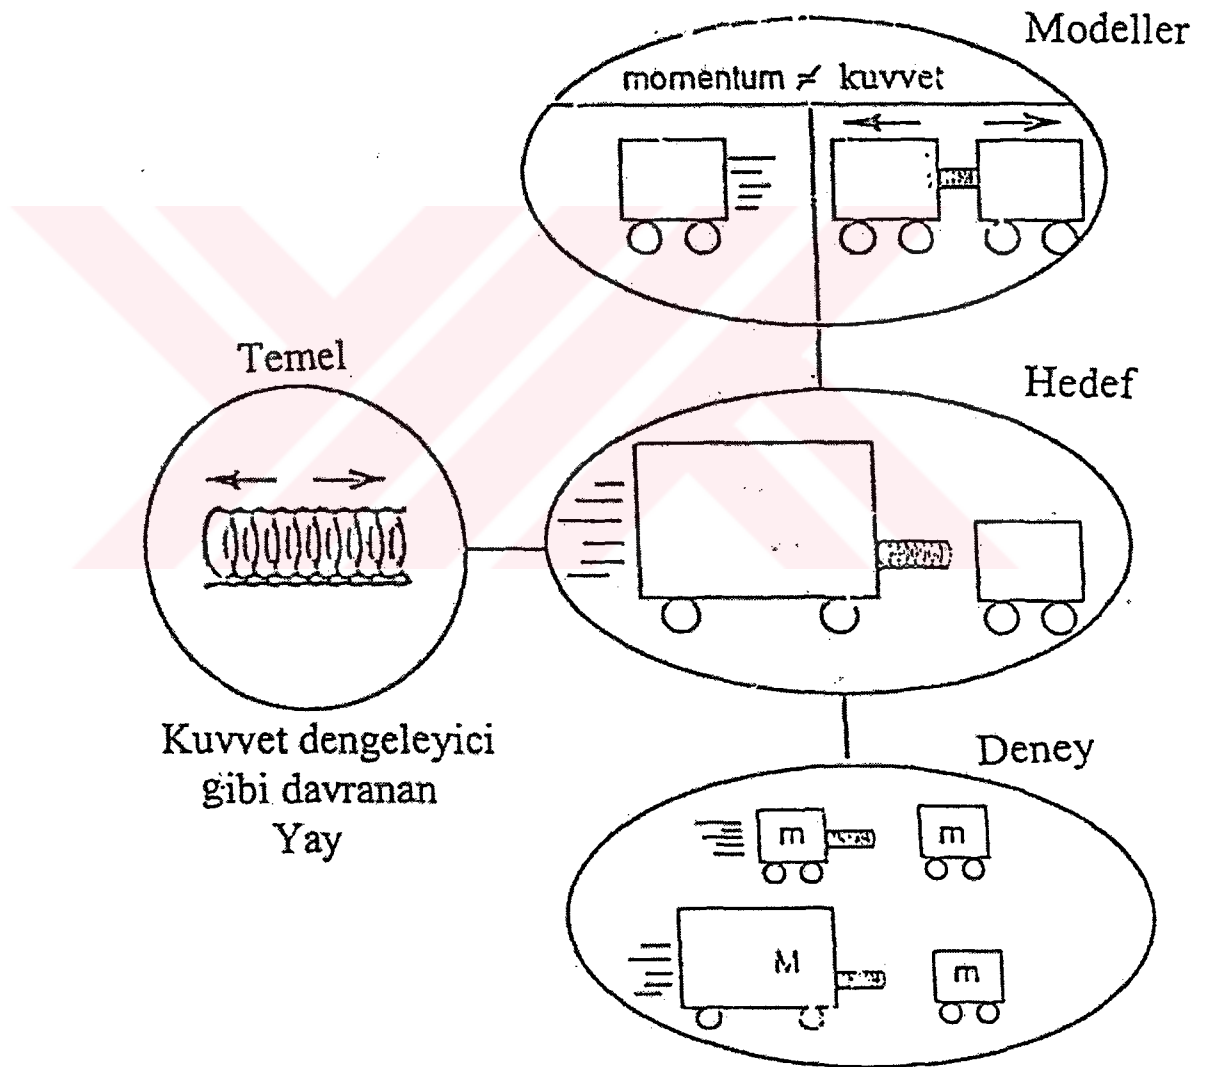 Modeller
momentum ≠ kuvvet
Temel
Hedef
Kuvvet dengeleyici
gibi davranan
Yay
Deney
m
m
M
m